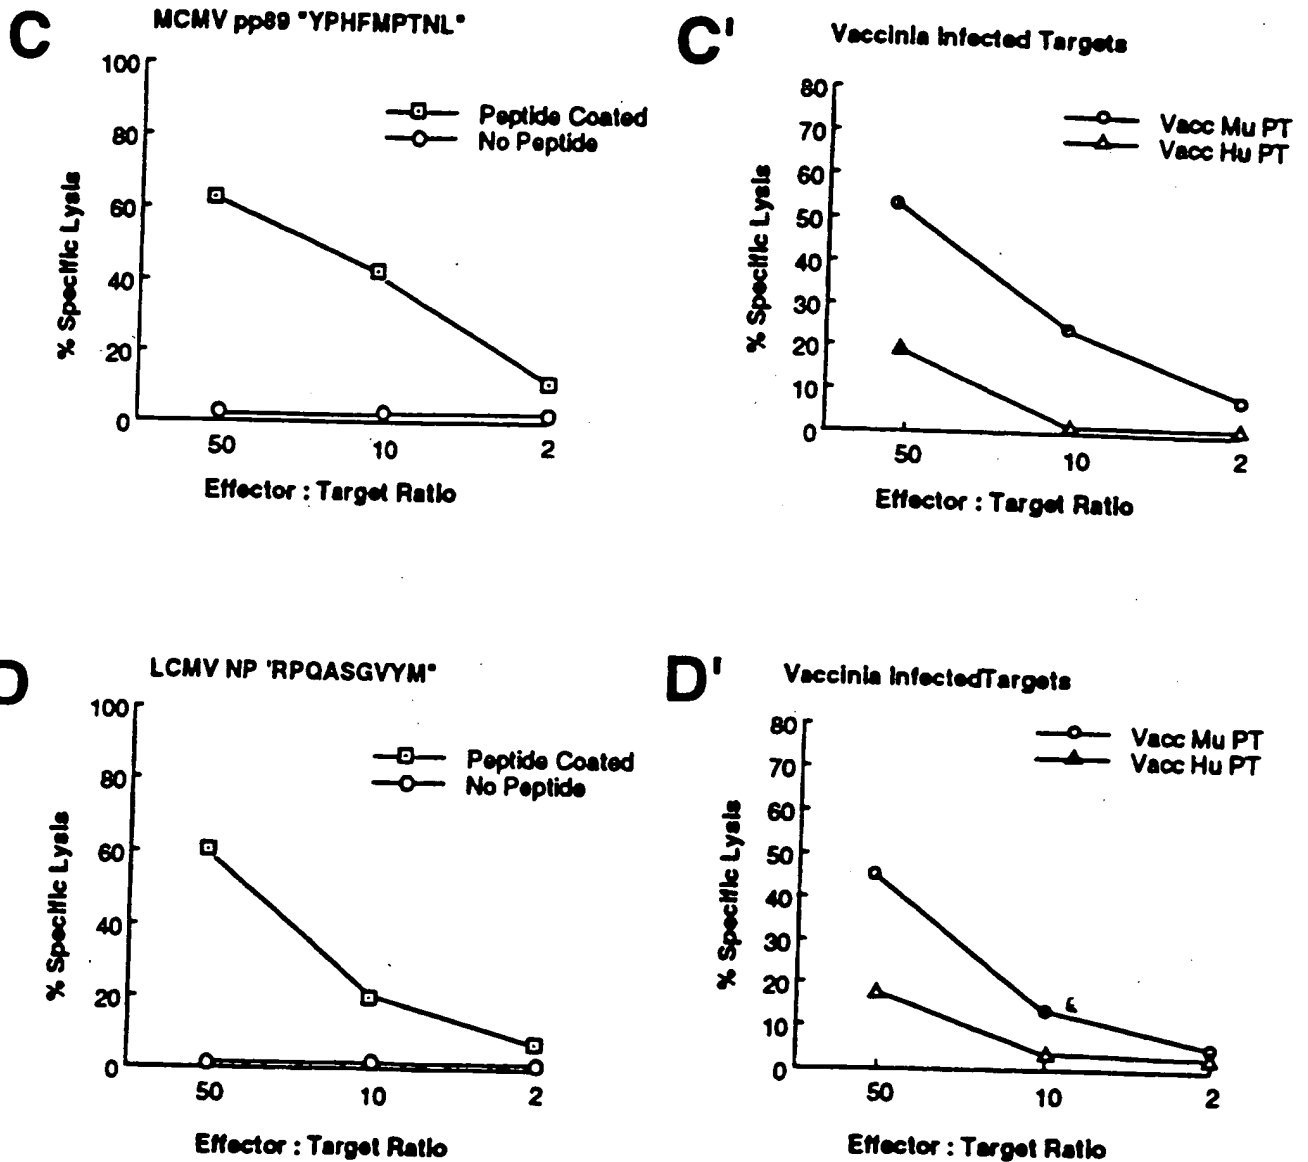 C
MCMV pp89 "YPHFMPTNL"
100
80
60
40
20
0
% Specific Lysis
Peptide Coated
No Peptide
50 10 2
Effector : Target Ratio
C'
Vaccinia Infected Targets
80
70
60
50
40
30
20
10
0
% Specific Lysis
Vacc Mu PT
Vacc Hu PT
50 10 2
Effector : Target Ratio
D
LCMV NP 'RPQASGVYM"
100
80
60
40
20
0
% Specific Lysis
Peptide Coated
No Peptide
50 10 2
Effector : Target Ratio
D'
Vaccinia InfectedTargets
80
70
60
50
40
30
20
10
0
% Specific Lysis
Vacc Mu PT
Vacc Hu PT
50 10 2
Effector : Target Ratio